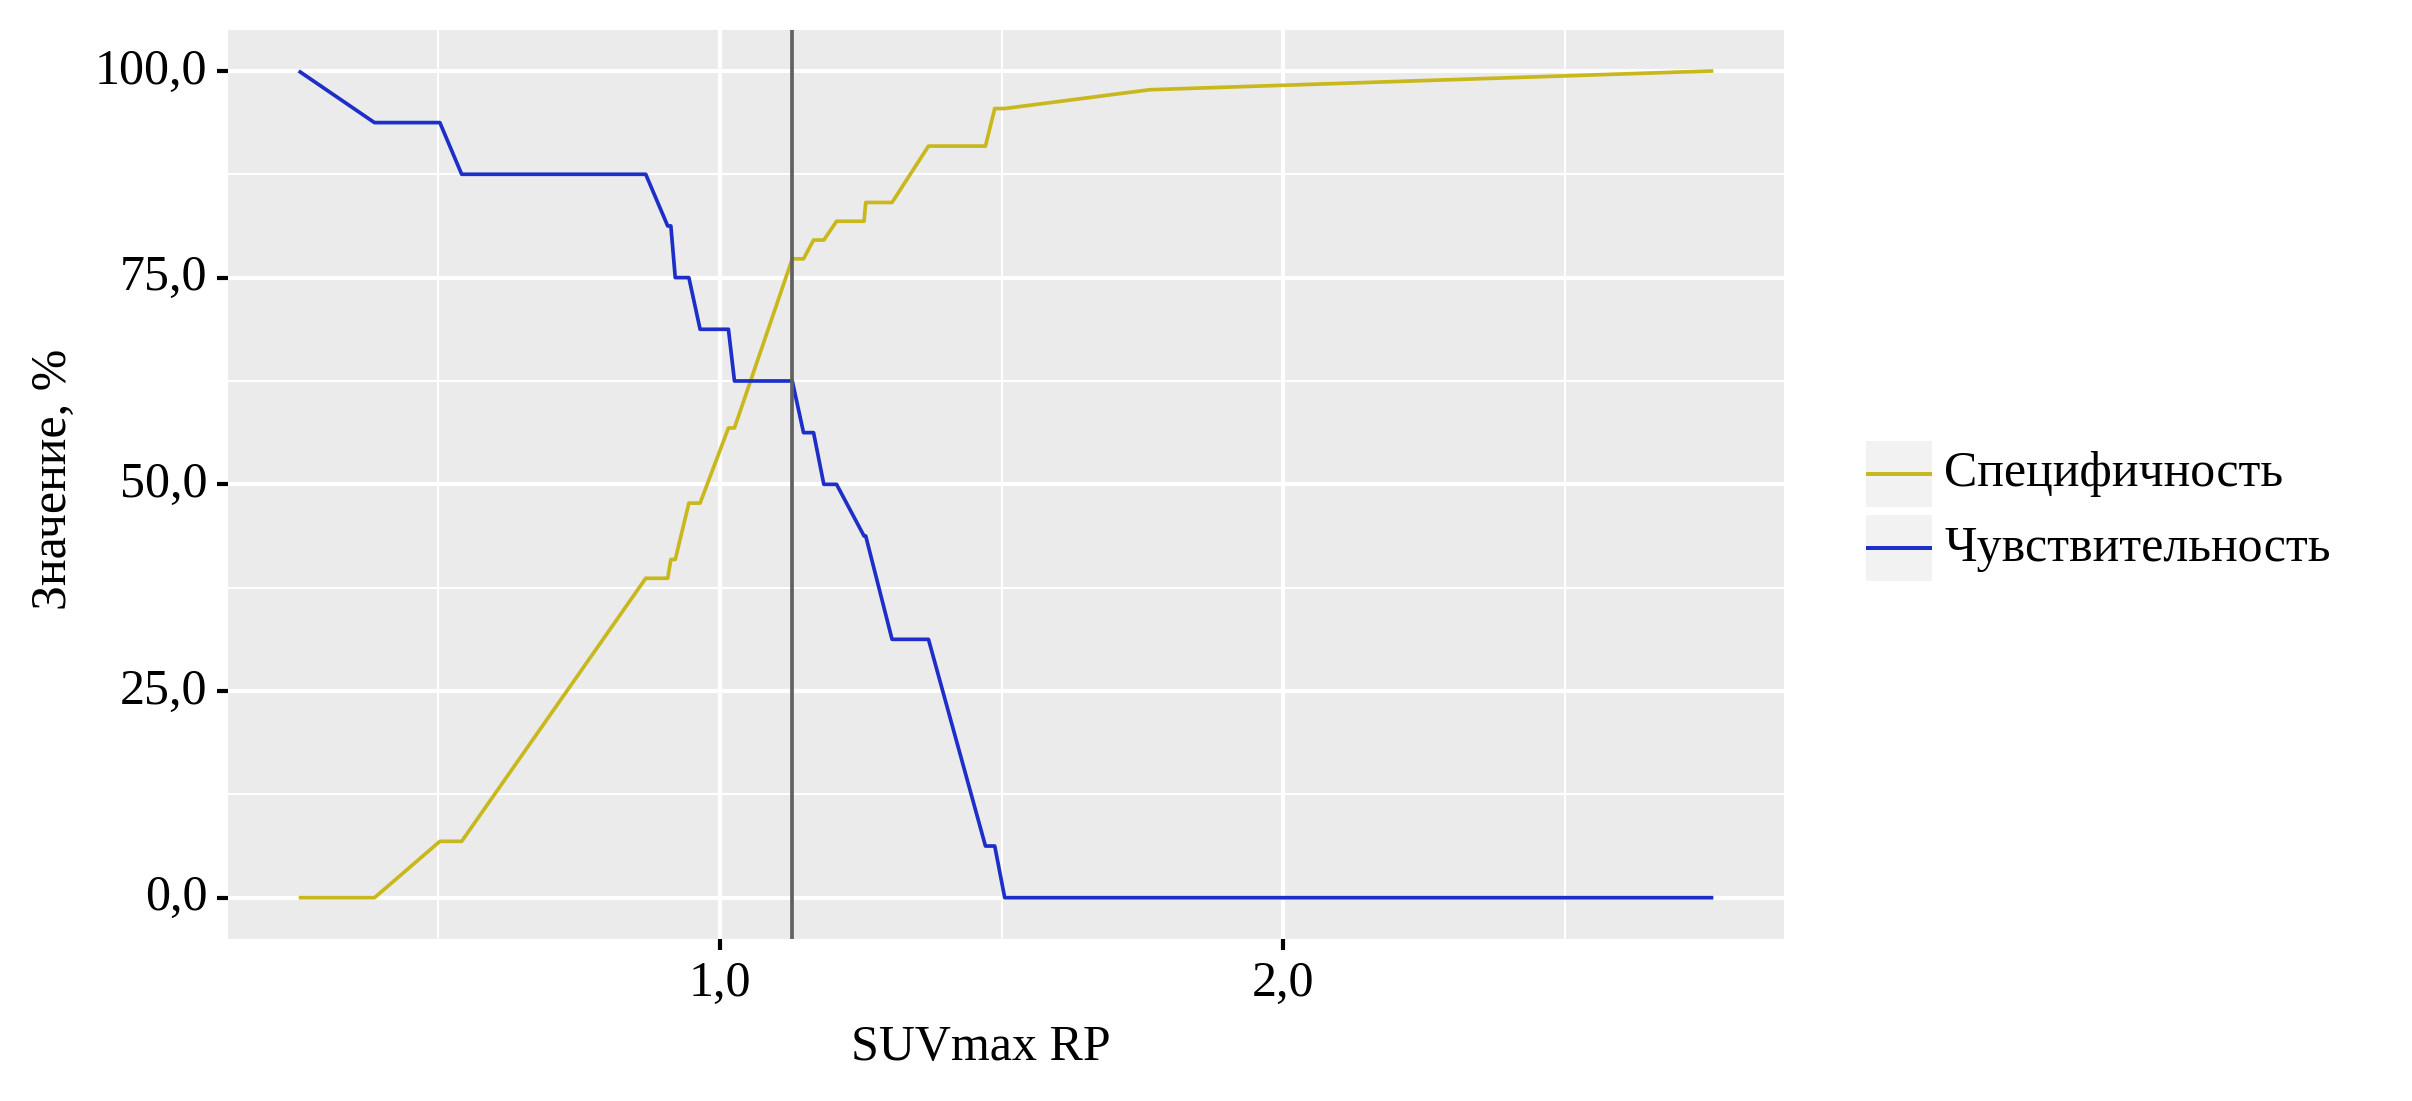 100,0
75,0
50,0
25,0
0,0
Значение, %
1,0
2,0
SUVmax RP
Специфичность
Чувствительность